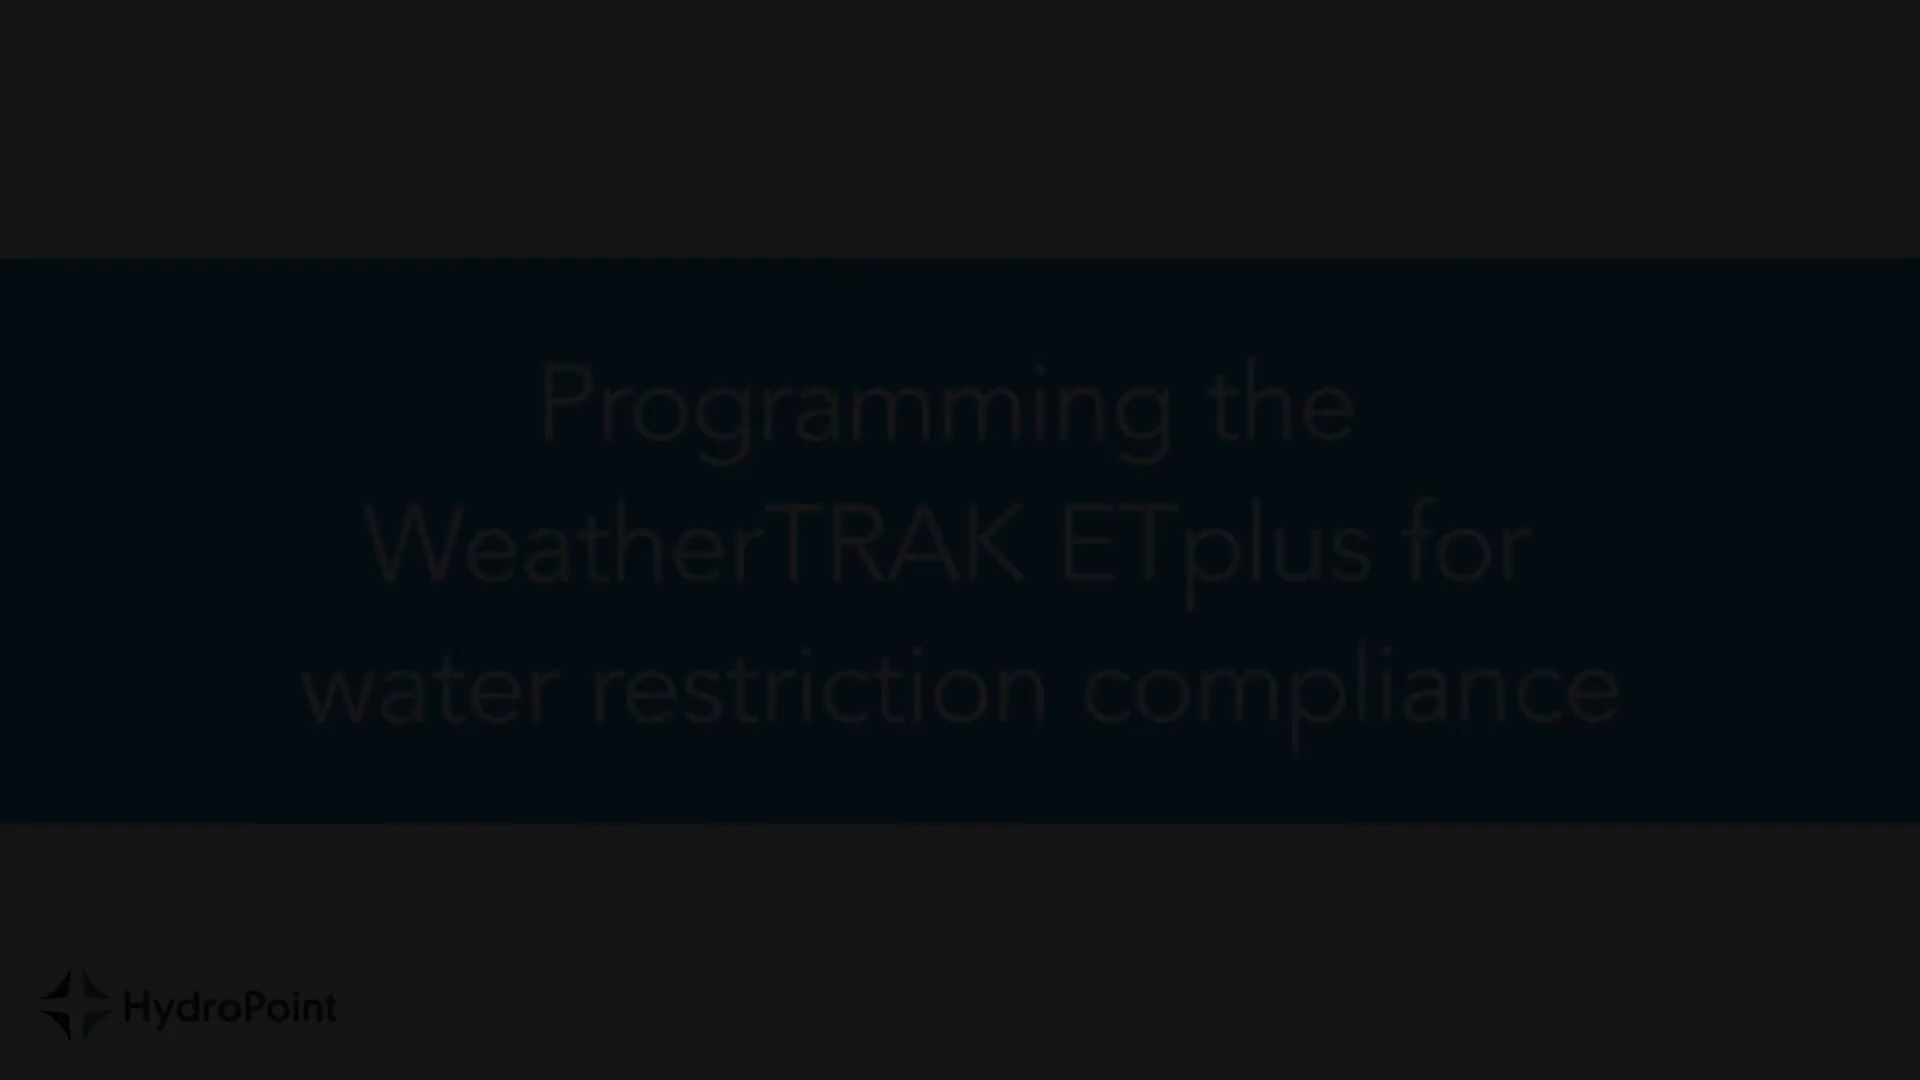 Programming the
WeatherTRAK ETplus for
water restriction compliance
HydroPoint